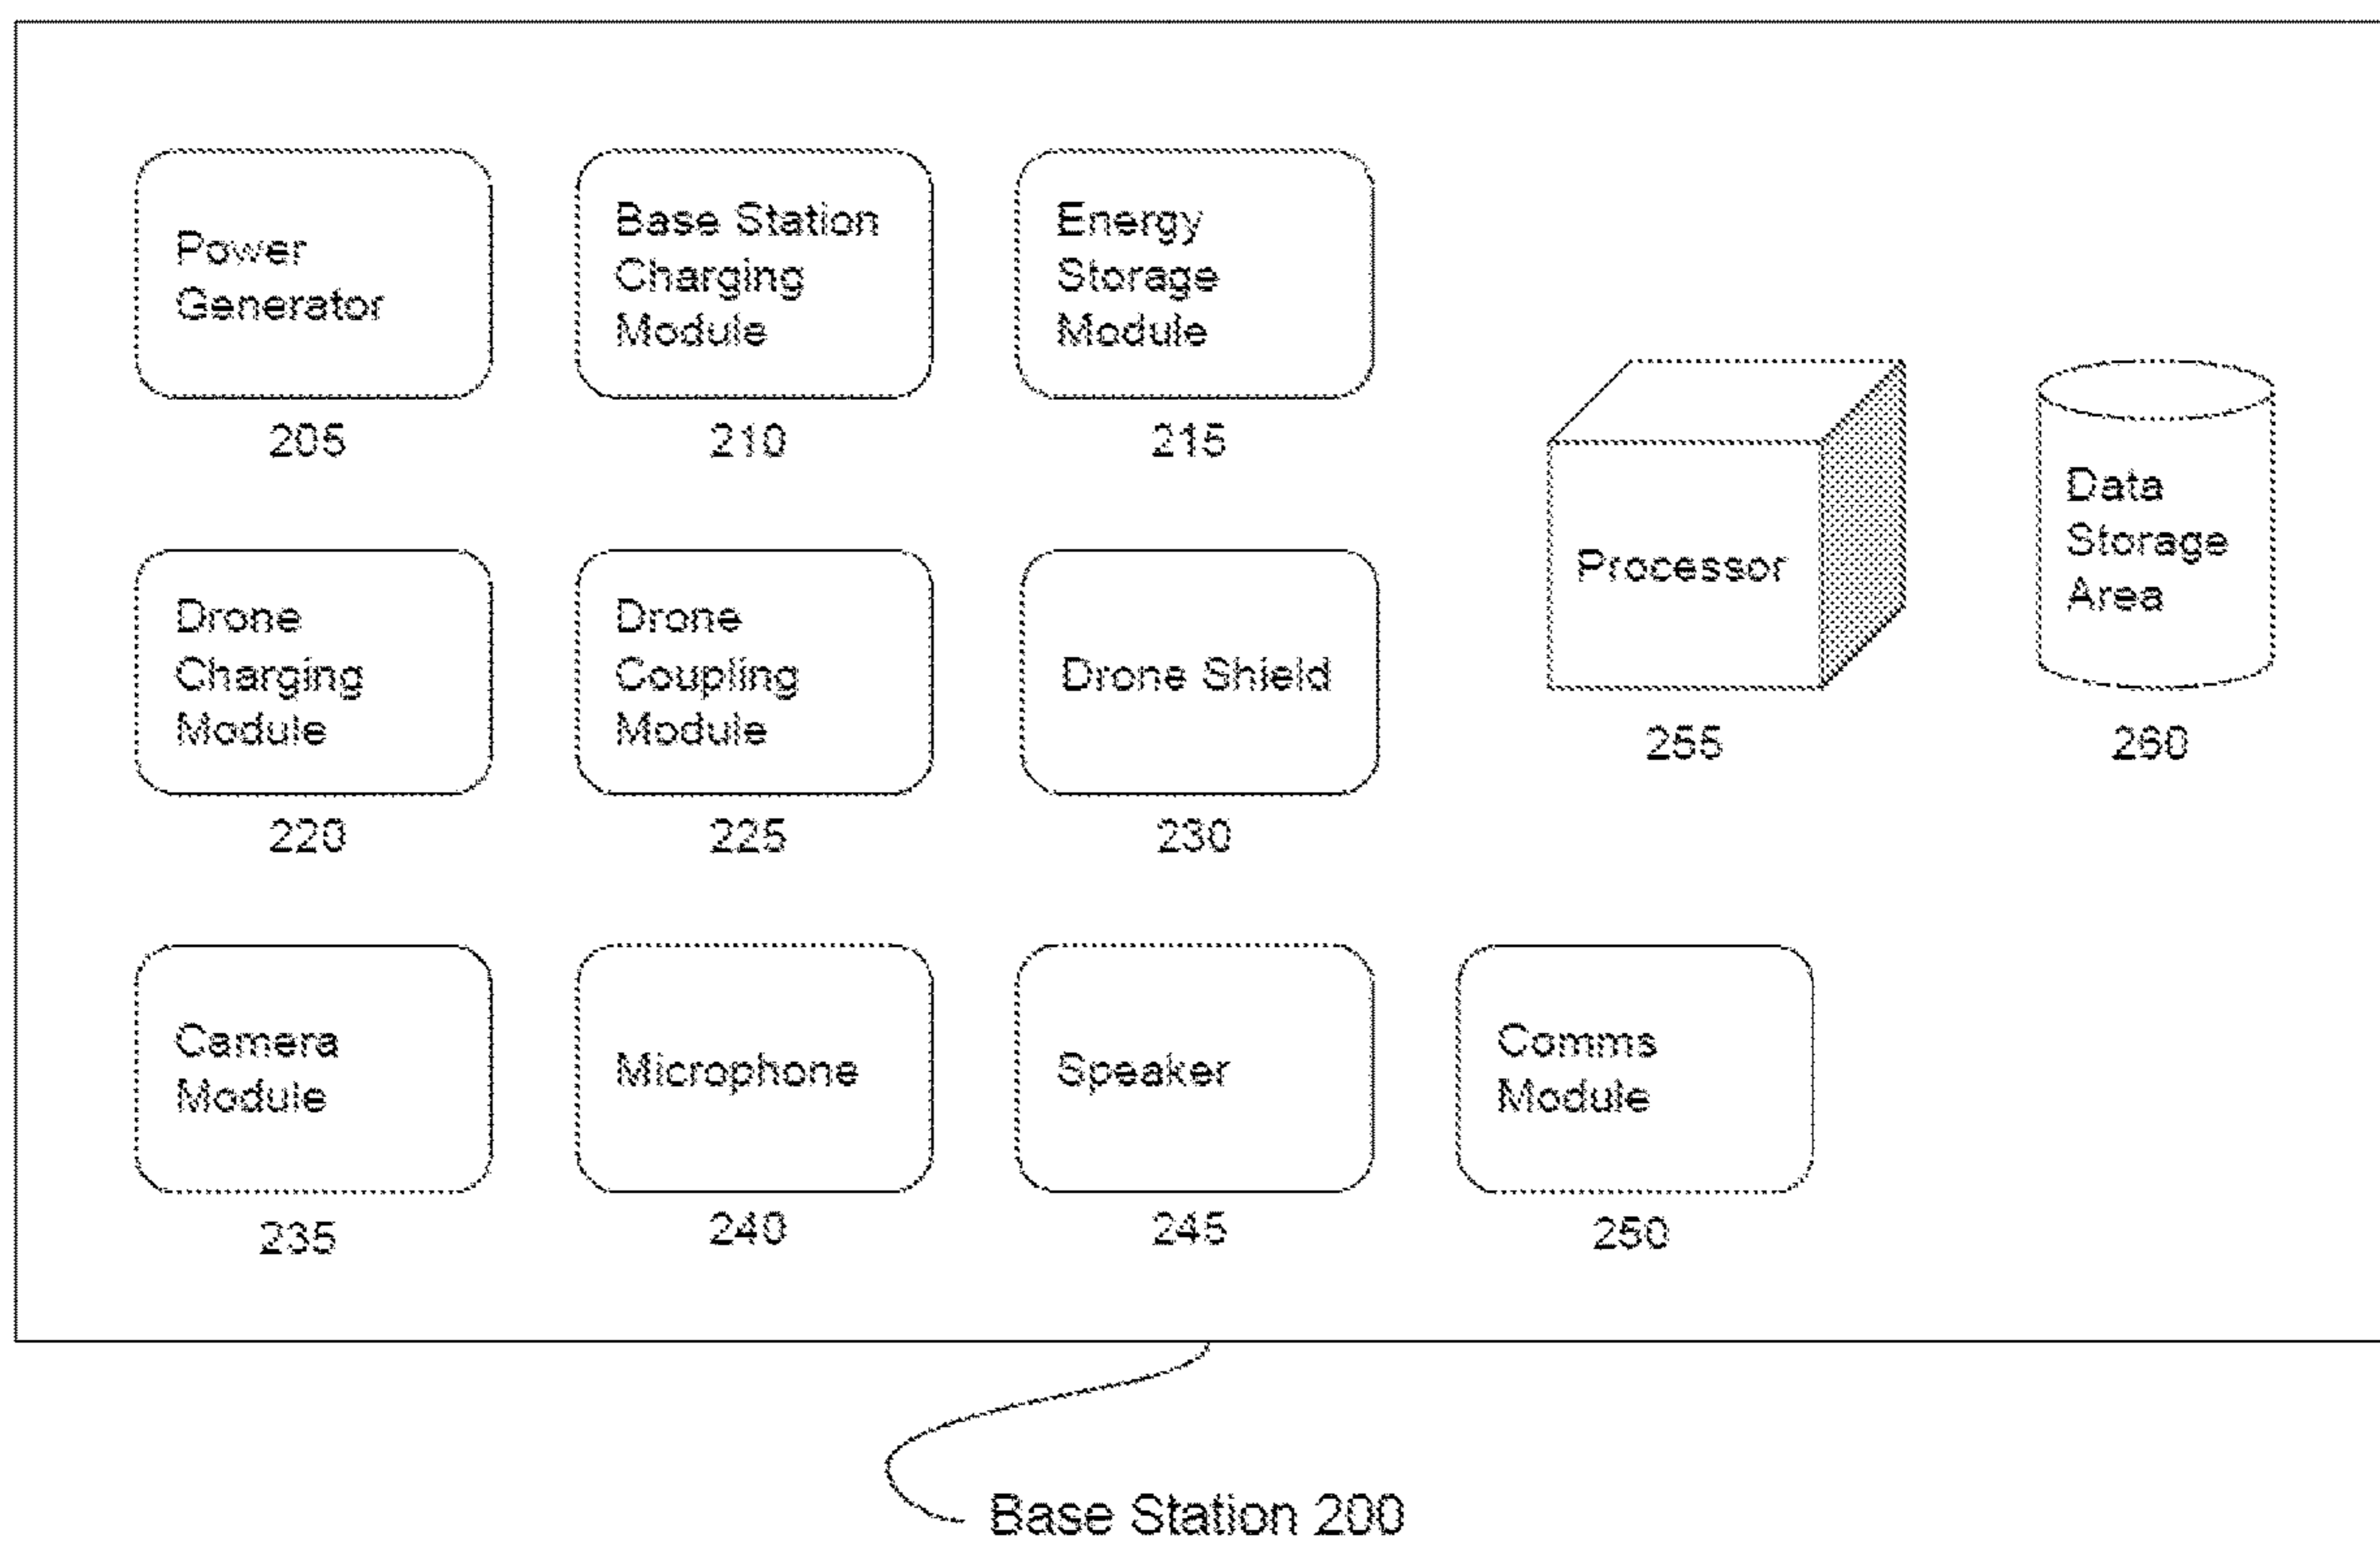 Power
Generator
205
Base Station
Charging
Module
210
Energy
Storage
Module
215
Drone
Charging
Module
220
Drone
Coupling
Module
225
Drone Shield
230
Processor
255
Data
Storage
Area
260
Camera
Module
235
Microphone
240
Speaker
245
Comms
Module
250
Base Station 200